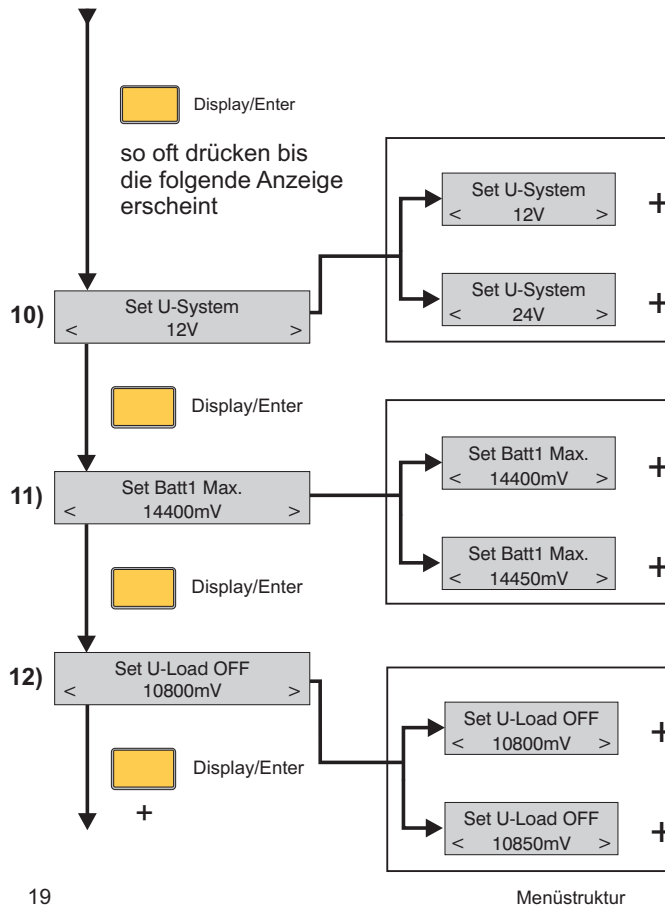 Display/Enter
so oft drücken bis
die folgende Anzeige
erscheint
10)
Set U-System
< 12V >
Set U-System
< 12V >
+
Set U-System
< 24V >
+
Display/Enter
11)
Set Batt1 Max.
< 14400mV >
Set Batt1 Max.
< 14400mV >
+
Set Batt1 Max.
< 14450mV >
+
Display/Enter
12)
Set U-Load OFF
< 10800mV >
Set U-Load OFF
< 10800mV >
+
Set U-Load OFF
< 10850mV >
+
Display/Enter
+
19
Menüstruktur